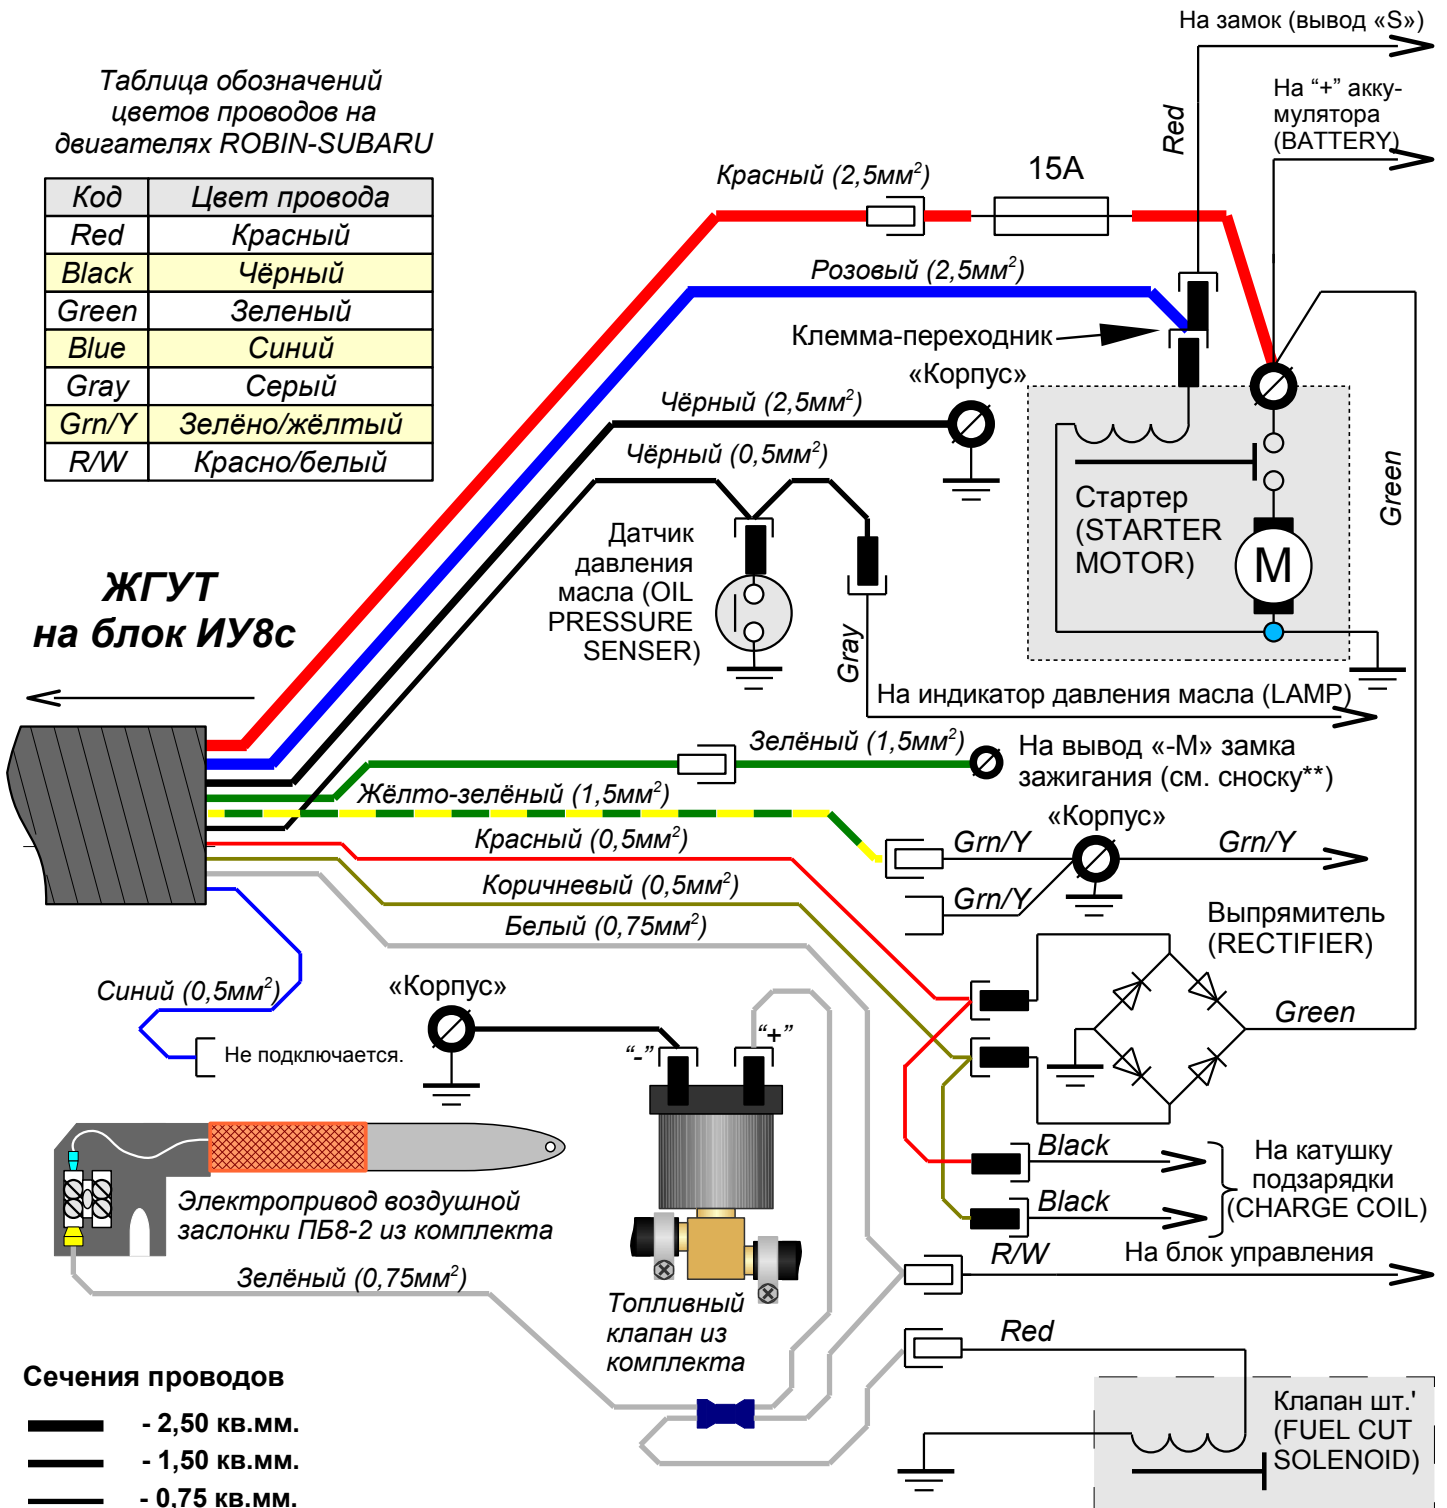 На замок (вывод «S»)
Таблица обозначений
цветов проводов на
двигателях ROBIN-SUBARU
На “+” акку-
мулятора
(BATTERY)
Red
Код Цвет провода
Red Красный
Black Чёрный
Green Зеленый
Blue Синий
Gray Серый
Grn/Y Зелёно/жёлтый
R/W Красно/белый
Красный (2,5мм²)
15А
Розовый (2,5мм²)
Клемма-переходник
«Корпус»
Чёрный (2,5мм²)
Чёрный (0,5мм²)
Green
Стартер
(STARTER
MOTOR)
M
Датчик
давления
масла (OIL
PRESSURE
SENSER)
Gray
ЖГУТ
на блок ИУ8с
На индикатор давления масла (LAMP)
Зелёный (1,5мм²)
На вывод «-М» замка
зажигания (см. сноску**)
Жёлто-зелёный (1,5мм²)
«Корпус»
Красный (0,5мм²)
Grn/Y
Grn/Y
Коричневый (0,5мм²)
Grn/Y
Белый (0,75мм²)
Выпрямитель
(RECTIFIER)
Синий (0,5мм²)
«Корпус»
Green
“-”
“+”
Не подключается.
Black
Black
На катушку
подзарядки
(CHARGE COIL)
Электропривод воздушной
заслонки ПБ8-2 из комплекта
R/W
На блок управления
Зелёный (0,75мм²)
Топливный
клапан из
комплекта
Red
Сечения проводов
- 2,50 кв.мм.
- 1,50 кв.мм.
- 0,75 кв.мм.
Клапан шт.'
(FUEL CUT
SOLENOID)